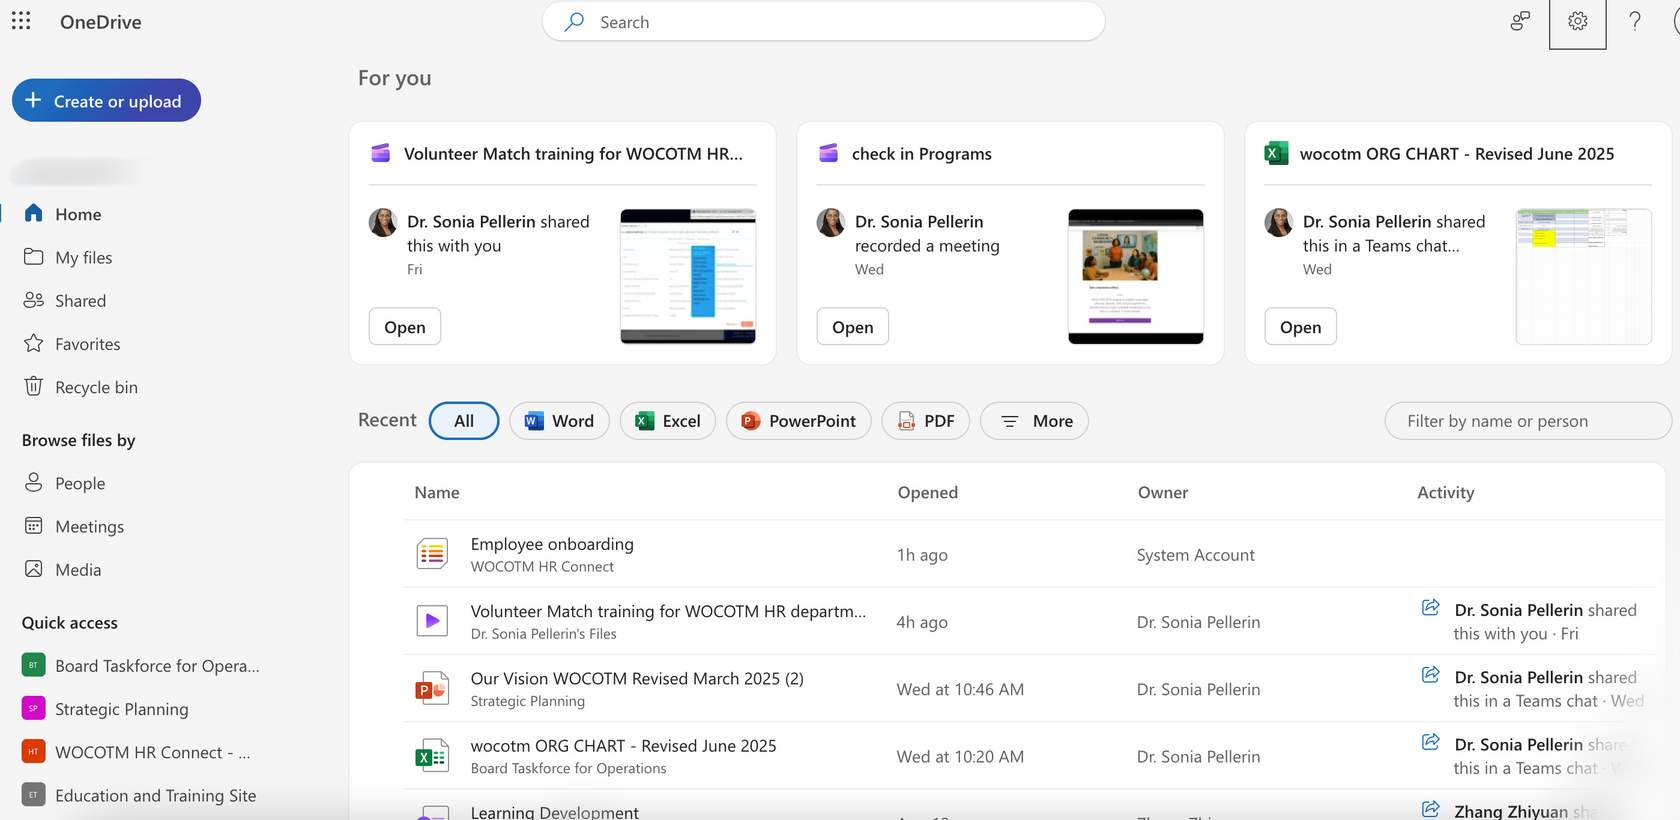 OneDrive
Search
Create or upload
Home
My files
Shared
Favorites
Recycle bin
Browse files by
People
Meetings
Media
Quick access
BT Board Taskforce for Opera...
SP Strategic Planning
HT WOCOTM HR Connect - ...
ET Education and Training Site
For you
Volunteer Match training for WOCOTM HR...
Dr. Sonia Pellerin shared
this with you
Fri
Open
check in Programs
Dr. Sonia Pellerin
recorded a meeting
Wed
Open
wocotm ORG CHART - Revised June 2025
Dr. Sonia Pellerin shared
this in a Teams chat...
Wed
Open
Recent
All
Word
Excel
PowerPoint
PDF
More
Filter by name or person
Name Opened Owner Activity
Employee onboarding
WOCOTM HR Connect
1h ago
System Account
Volunteer Match training for WOCOTM HR departm...
Dr. Sonia Pellerin's Files
4h ago
Dr. Sonia Pellerin
Dr. Sonia Pellerin shared
this with you · Fri
Our Vision WOCOTM Revised March 2025 (2)
Strategic Planning
Wed at 10:46 AM
Dr. Sonia Pellerin
Dr. Sonia Pellerin shared
this in a Teams chat · Wed
wocotm ORG CHART - Revised June 2025
Board Taskforce for Operations
Wed at 10:20 AM
Dr. Sonia Pellerin
Dr. Sonia Pellerin share
this in a Teams chat ·
Learning Development
Zhang Zhiyuan sha